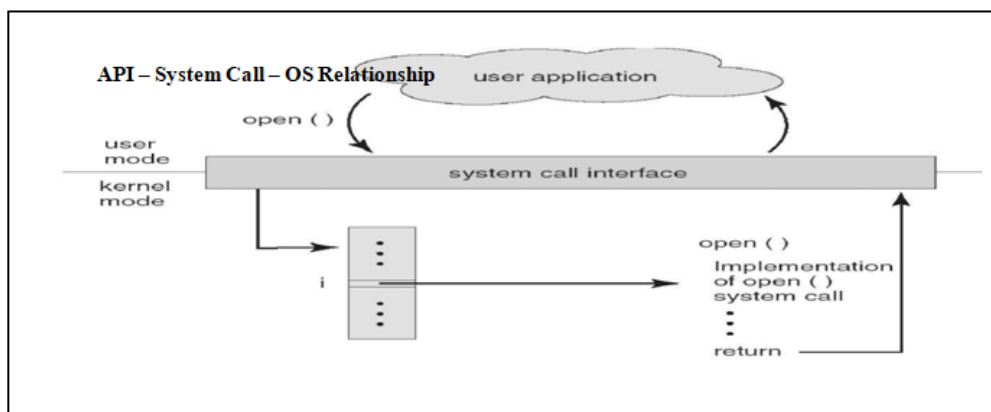 API – System Call – OS Relationship
user application
open ( )
user
mode
system call interface
kernel
mode
i
open ( )
Implementation
of open ( )
system call
return